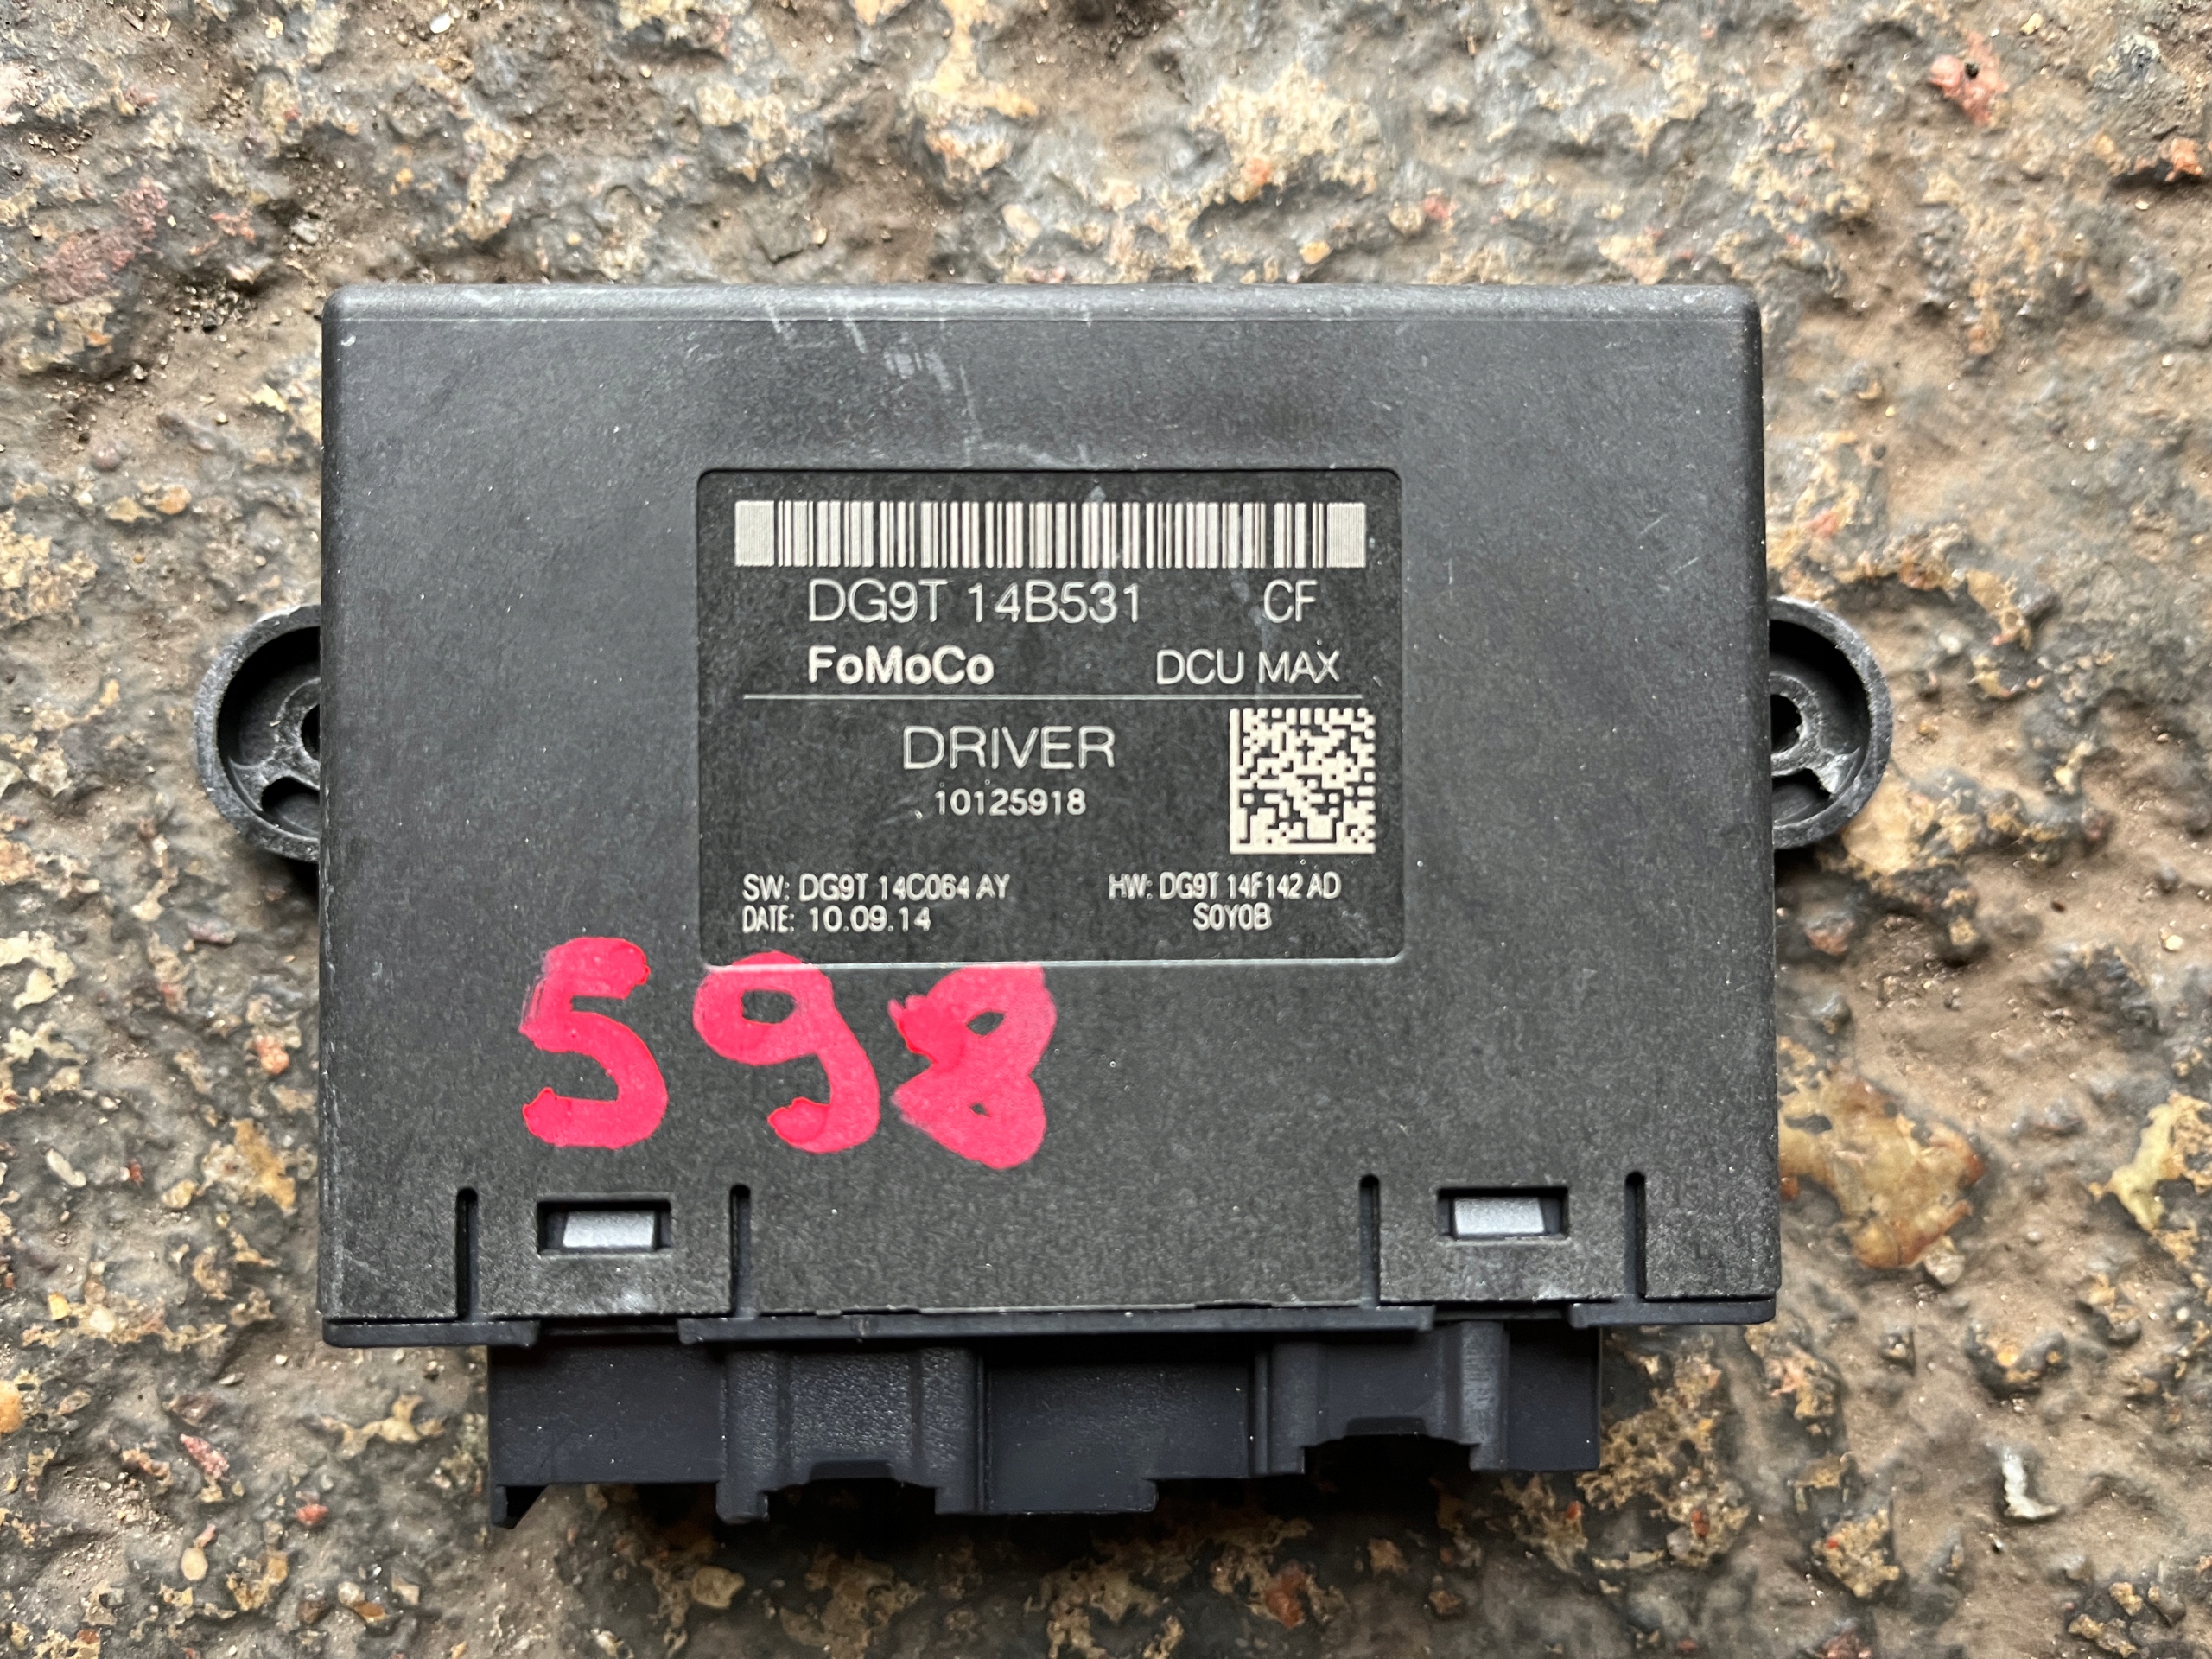 DG9T 14B531 CF
FoMoCo DCU MAX
DRIVER
10125918
SW: DG9T 14C064 AY HW: DG9T 14F142 AD
DATE: 10.09.14 S0Y0B
598